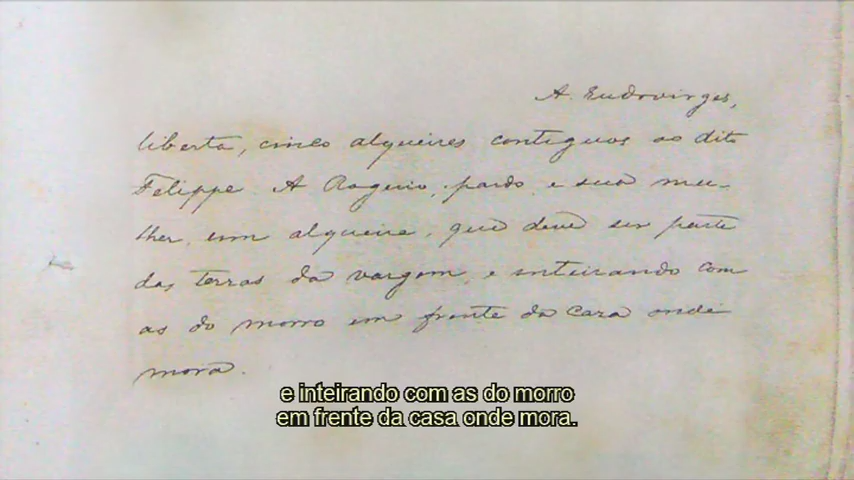 A. Eudovirges,
liberta, cinco alqueires contiguos ao dito
Felippe. A Rogerio, pardo, e sua mu-
lher, um alqueire, que deve ser parte
das terras da vargem, e inteirando com
as do morro em frente da casa onde
mora.
e inteirando com as do morro
em frente da casa onde mora.